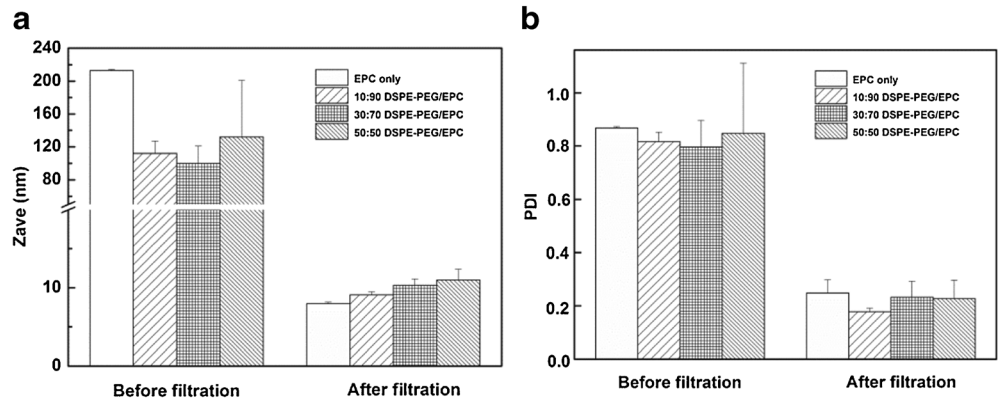 a
240
200
160
120
80
10
0
Zave (nm)
EPC only
10:90 DSPE-PEG/EPC
30:70 DSPE-PEG/EPC
50:50 DSPE-PEG/EPC
Before filtration
After filtration
b
1.0
0.8
0.6
0.4
0.2
0.0
PDI
EPC only
10:90 DSPE-PEG/EPC
30:70 DSPE-PEG/EPC
50:50 DSPE-PEG/EPC
Before filtration
After filtration